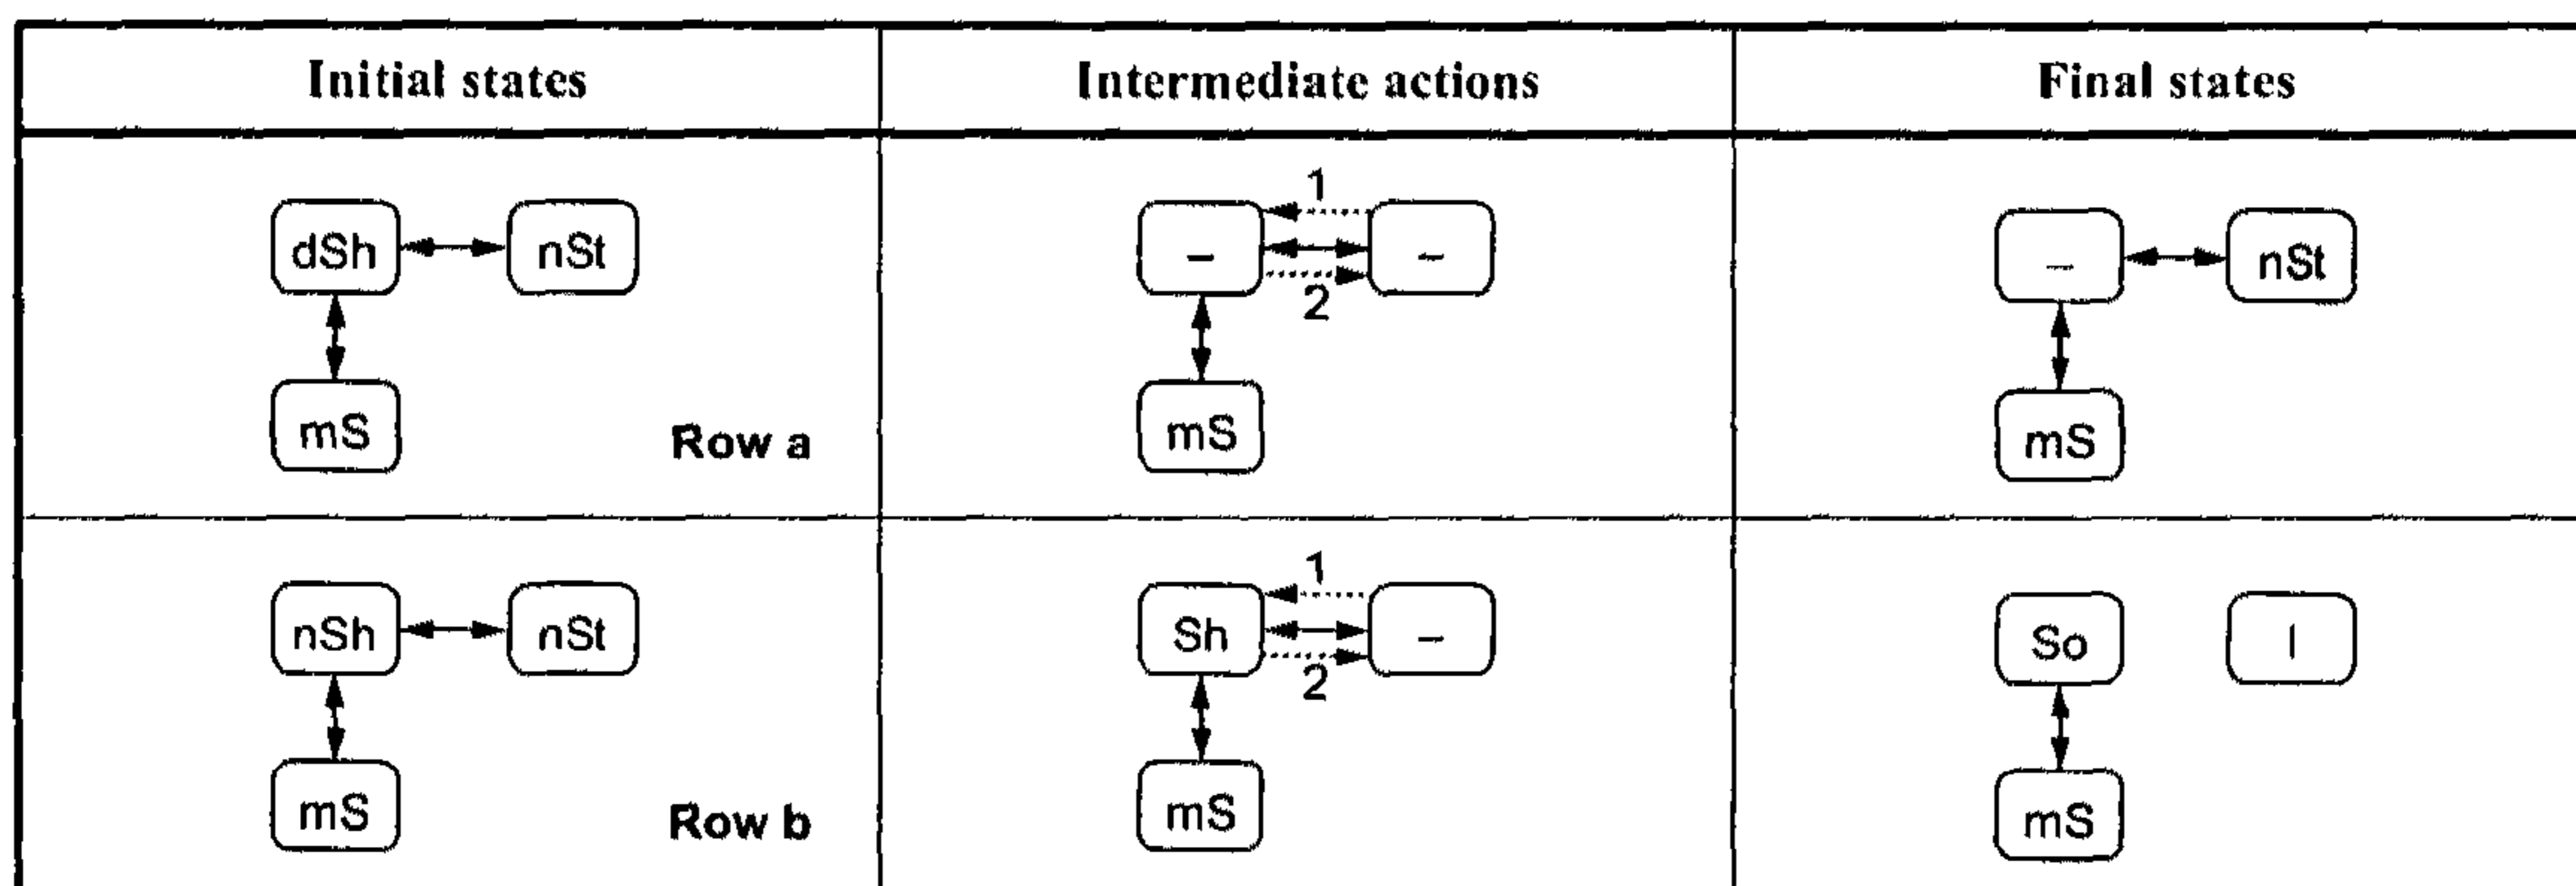 Initial states Intermediate actions Final states
1
dSh nSt – – – nSt
2
mS Row a mS mS
1
nSh nSt Sh – So I
2
mS Row b mS mS